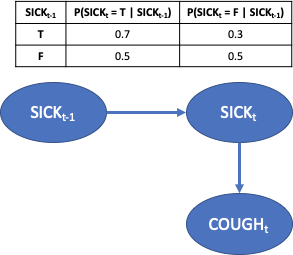 SICKt-1 P(SICKt = T | SICKt-1) P(SICKt = F | SICKt-1)
T 0.7 0.3
F 0.5 0.5
SICKt-1 SICKt
COUGHt